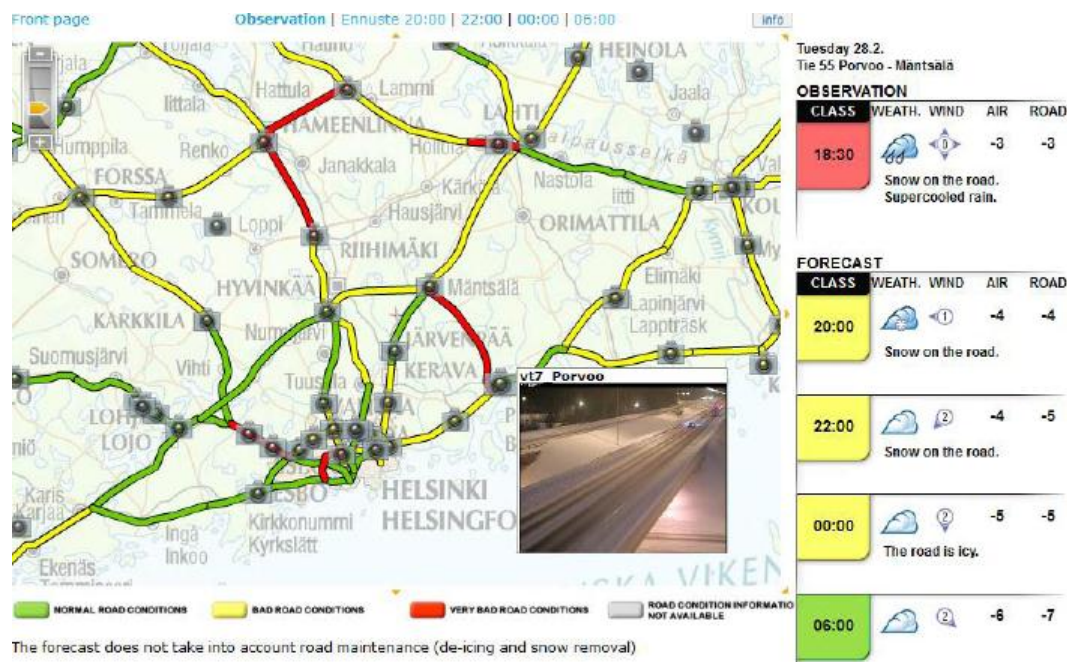 Front page
Observation | Ennuste 20:00 | 22:00 | 00:00 | 06:00
info
HEINOLA
Hattula
Lammi
Jaala
Iittala
LAHTI
HÄMEENLINNA
Humppila
Renko
Hollola
Janakkala
Nastola
FORSSA
Kärkölä
Iitti
Tammela
Loppi
Hausjärvi
ORIMATTILA
RIIHIMÄKI
SOMERO
Elimäki
HYVINKÄÄ
Mäntsälä
Lapinjärvi
Lappträsk
KARKKILA
Nurmijärvi
JÄRVENPÄÄ
Suomusjärvi
Vihti
KERAVA
Tuusula
vt7_Porvoo
LOHJA
LOJO
ESBO
HELSINKI
HELSINGFO
Karis
Karjaa
Kirkkonummi
Kyrkslätt
Ingå
Inkoo
Ekenäs
Tammisaari
SKA VIKEN
NORMAL ROAD CONDITIONS
BAD ROAD CONDITIONS
VERY BAD ROAD CONDITIONS
ROAD CONDITION INFORMATIO
NOT AVAILABLE
The forecast does not take into account road maintenance (de-icing and snow removal)
Tuesday 28.2.
Tie 55 Porvoo - Mäntsälä
OBSERVATION
CLASS WEATH. WIND AIR ROAD
18:30 0 -3 -3
Snow on the road.
Supercooled rain.
FORECAST
CLASS WEATH. WIND AIR ROAD
20:00 1 -4 -4
Snow on the road.
22:00 2 -4 -5
Snow on the road.
00:00 2 -5 -5
The road is icy.
06:00 2 -6 -7